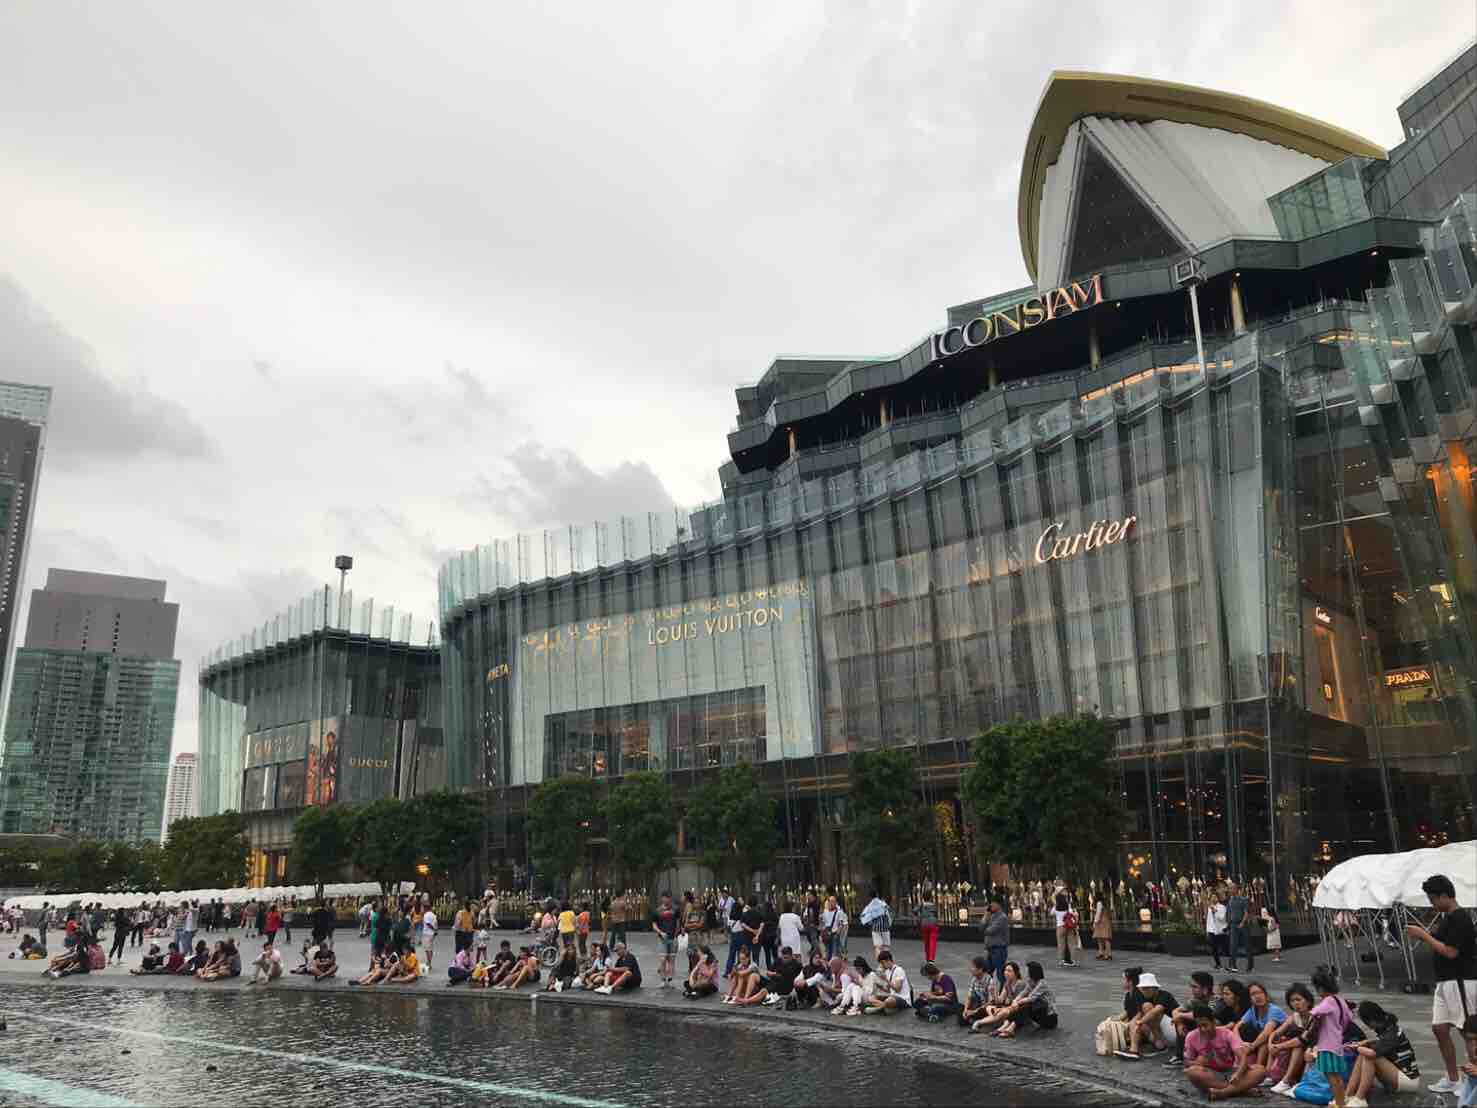 ICONSIAM
Cartier
LOUIS VUITTON
Cartier
PRADA
GUCCI